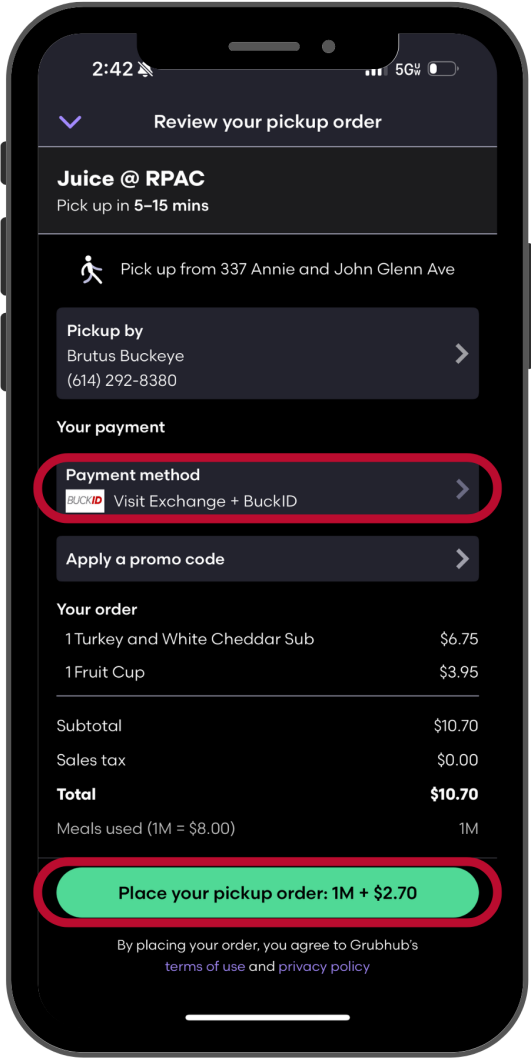 2:42 5GUW
Review your pickup order
Juice @ RPAC
Pick up in 5–15 mins
Pick up from 337 Annie and John Glenn Ave
Pickup by
Brutus Buckeye
(614) 292-8380
Your payment
Payment method
BUCKID Visit Exchange + BuckID
Apply a promo code
Your order
1 Turkey and White Cheddar Sub $6.75
1 Fruit Cup $3.95
Subtotal $10.70
Sales tax $0.00
Total $10.70
Meals used (1M = $8.00) 1M
Place your pickup order: 1M + $2.70
By placing your order, you agree to Grubhub's
terms of use and privacy policy